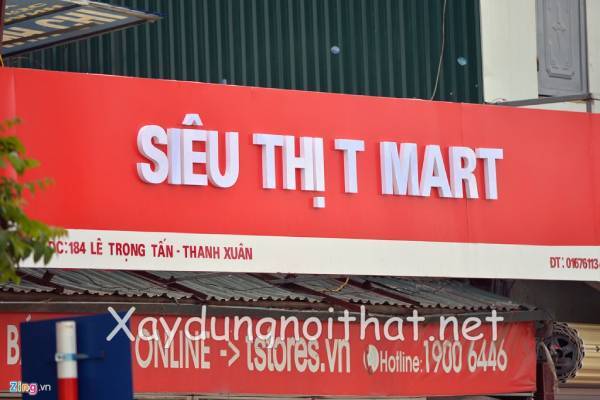 SIÊU THỊ T MART
ĐC:184 LÊ TRỌNG TẤN - THANH XUÂN
ĐT: 01676113
Xaydungnoithat.net
ONLINE -> tstores.vn
Hotline: 1900 6446
Zing.vn